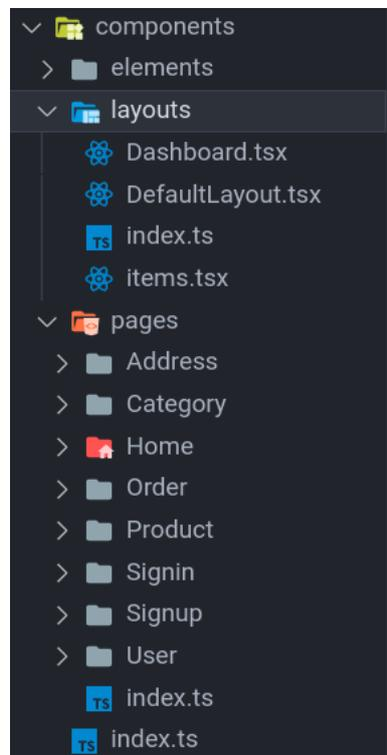 components
elements
layouts
Dashboard.tsx
DefaultLayout.tsx
TS index.ts
items.tsx
pages
Address
Category
Home
Order
Product
Signin
Signup
User
TS index.ts
TS index.ts